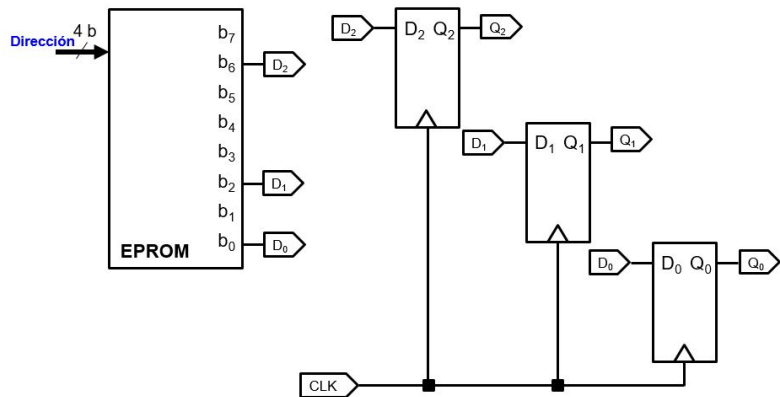 Dirección
4 b
b7
b6
D2
b5
b4
b3
b2
D1
b1
b0
D0
EPROM
D2
D2 Q2
Q2
D1
D1 Q1
Q1
D0
D0 Q0
Q0
CLK